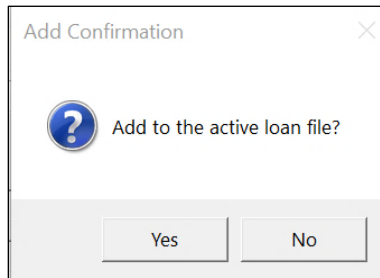 Add Confirmation
Add to the active loan file?
Yes
No